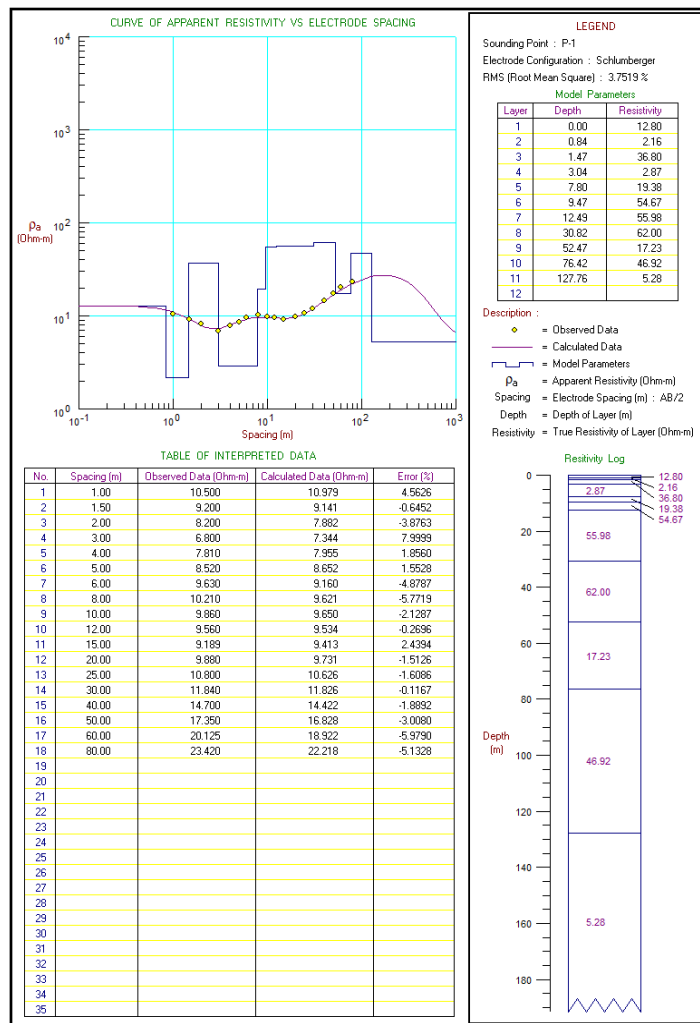 CURVE OF APPARENT RESISTIVITY VS ELECTRODE SPACING
10^4
10^3
10^2
10^1
10^0
ρa
(Ohm-m)
10^-1 10^0 10^1 10^2 10^3
Spacing (m)
LEGEND
Sounding Point : P-1
Electrode Configuration : Schlumberger
RMS (Root Mean Square) : 3.7519 %
Model Parameters
Layer Depth Resistivity
1 0.00 12.80
2 0.84 2.16
3 1.47 36.80
4 3.04 2.87
5 7.80 19.38
6 9.47 54.67
7 12.49 55.98
8 30.82 62.00
9 52.47 17.23
10 76.42 46.92
11 127.76 5.28
12
Description :
= Observed Data
= Calculated Data
= Model Parameters
ρa = Apparent Resistivity (Ohm-m)
Spacing = Electrode Spacing (m) : AB/2
Depth = Depth of Layer (m)
Resistivity = True Resistivity of Layer (Ohm-m)
TABLE OF INTERPRETED DATA
No. Spacing (m) Observed Data (Ohm-m) Calculated Data (Ohm-m) Error (%)
1 1.00 10.500 10.979 4.5626
2 1.50 9.200 9.141 -0.6452
3 2.00 8.200 7.882 -3.8763
4 3.00 6.800 7.344 7.9999
5 4.00 7.810 7.955 1.8560
6 5.00 8.520 8.652 1.5528
7 6.00 9.630 9.160 -4.8787
8 8.00 10.210 9.621 -5.7719
9 10.00 9.860 9.650 -2.1287
10 12.00 9.560 9.534 -0.2696
11 15.00 9.189 9.413 2.4394
12 20.00 9.880 9.731 -1.5126
13 25.00 10.800 10.626 -1.6086
14 30.00 11.840 11.826 -0.1167
15 40.00 14.700 14.422 -1.8892
16 50.00 17.350 16.828 -3.0080
17 60.00 20.125 18.922 -5.9790
18 80.00 23.420 22.218 -5.1328
19
20
21
22
23
24
25
26
27
28
29
30
31
32
33
34
35
Resitivity Log
0
20
40
60
80
100
120
140
160
180
Depth
(m)
12.80
2.16
36.80
2.87
19.38
54.67
55.98
62.00
17.23
46.92
5.28